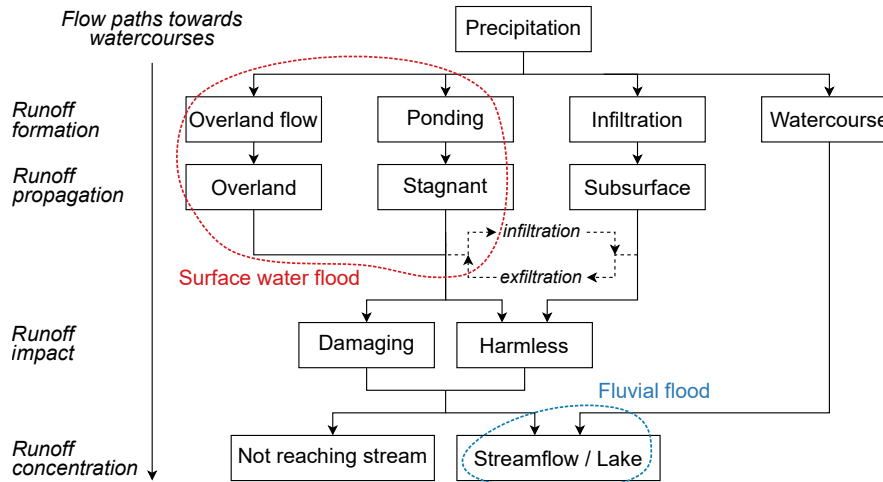 Flow paths towards
watercourses
Precipitation
Runoff
formation
Overland flow
Ponding
Infiltration
Watercourse
Runoff
propagation
Overland
Stagnant
Subsurface
infiltration
exfiltration
Surface water flood
Runoff
impact
Damaging
Harmless
Fluvial flood
Runoff
concentration
Not reaching stream
Streamflow / Lake